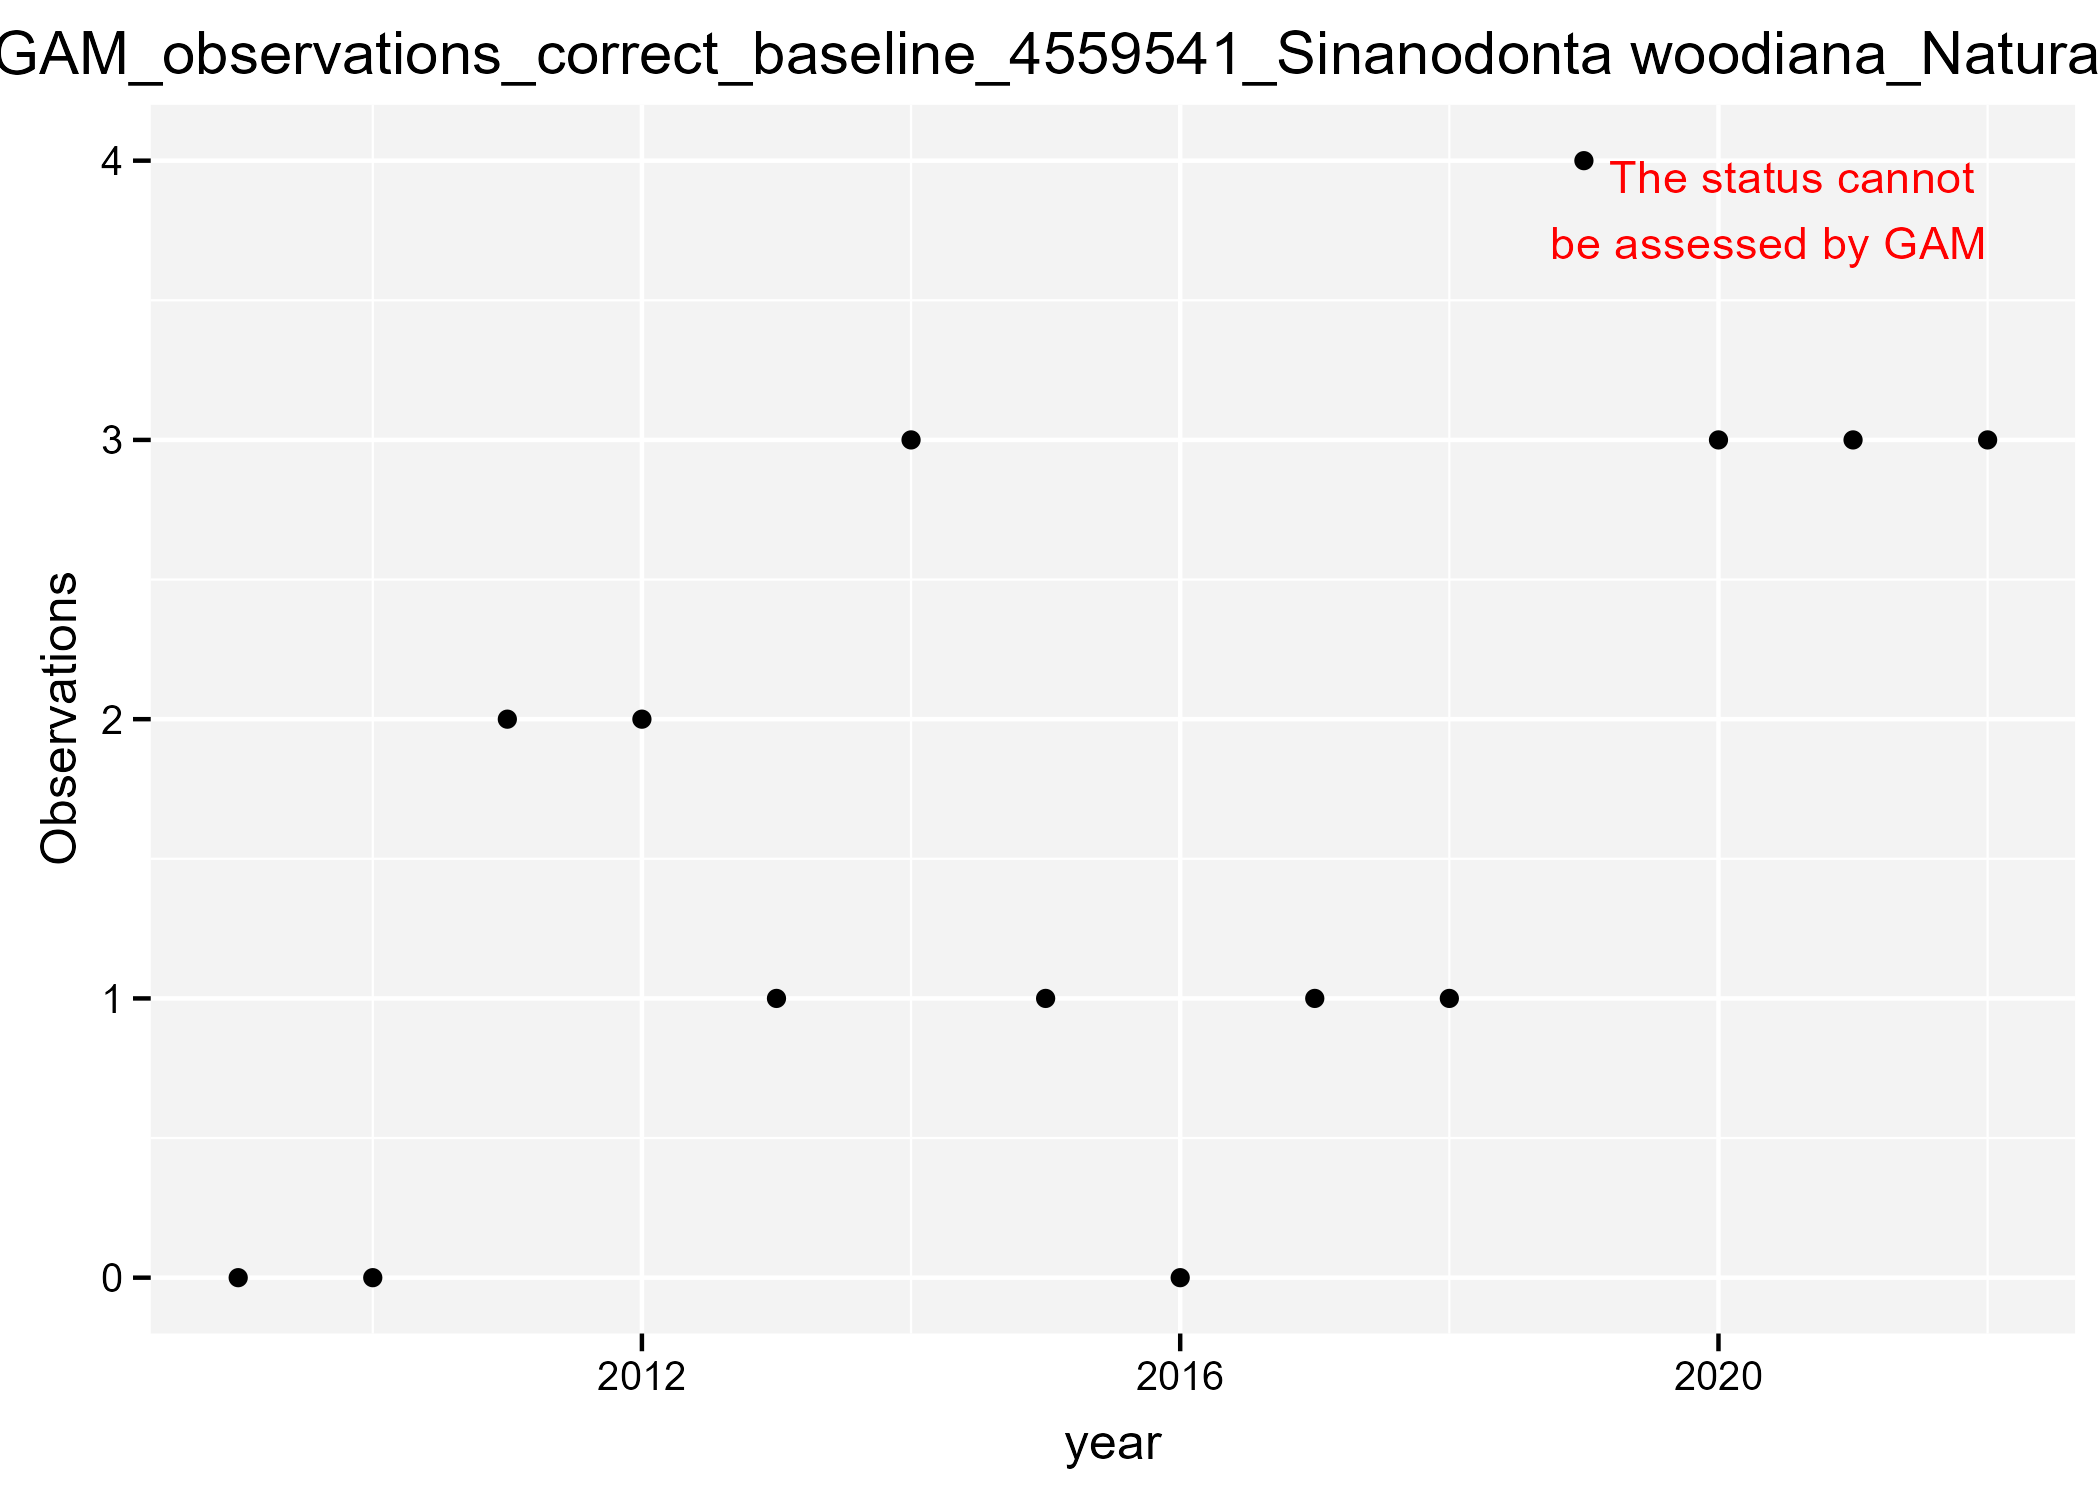 GAM_observations_correct_baseline_4559541_Sinanodonta woodiana_Natura
4
The status cannot
be assessed by GAM
3
2
1
0
Observations
2012 2016 2020
year